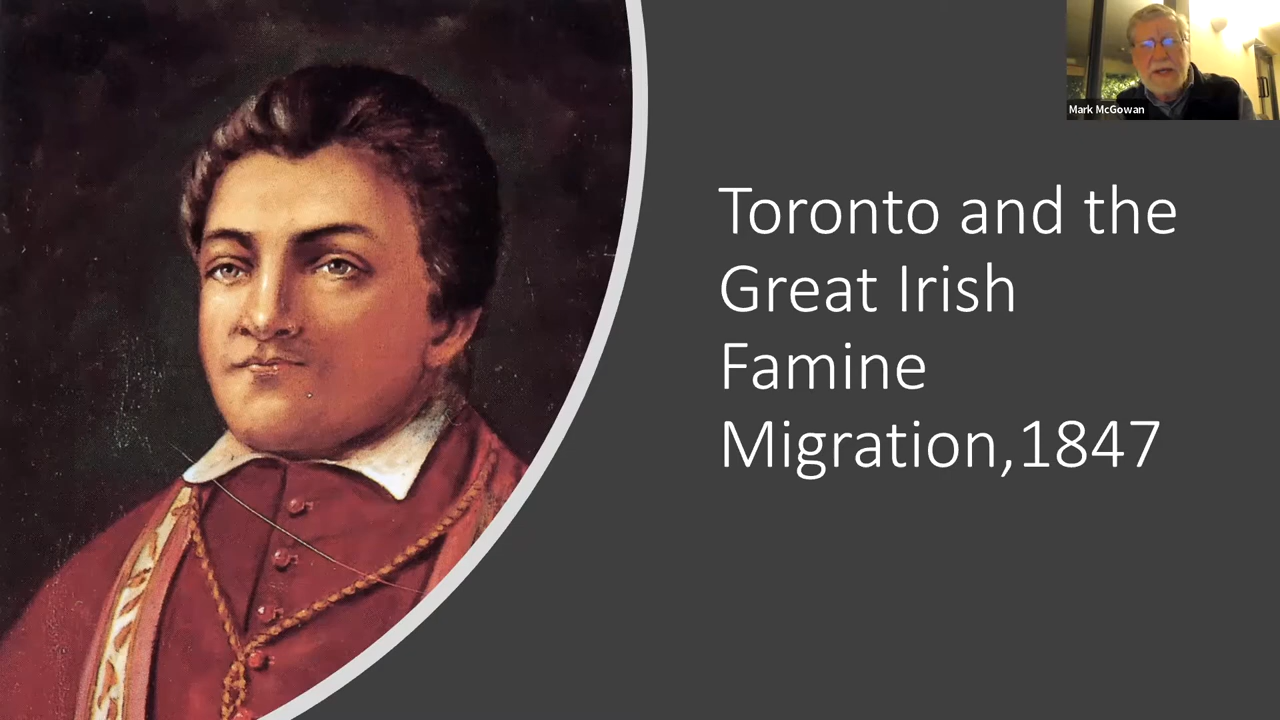 Mark McGowan
Toronto and the
Great Irish
Famine
Migration,1847